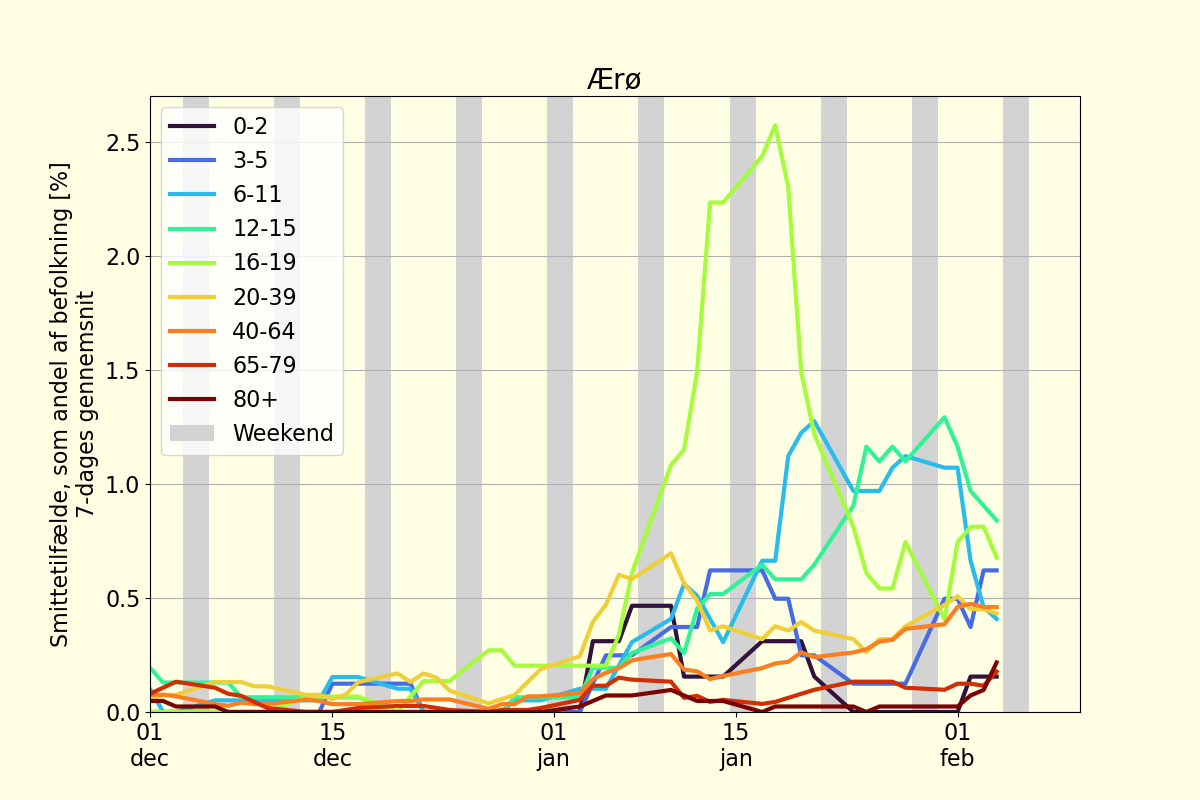 Ærø
Smittetilfælde, som andel af befolkning [%]
7-dages gennemsnit
2.5
2.0
1.5
1.0
0.5
0.0
0-2
3-5
6-11
12-15
16-19
20-39
40-64
65-79
80+
Weekend
01 15 01 15 01
dec dec jan jan feb